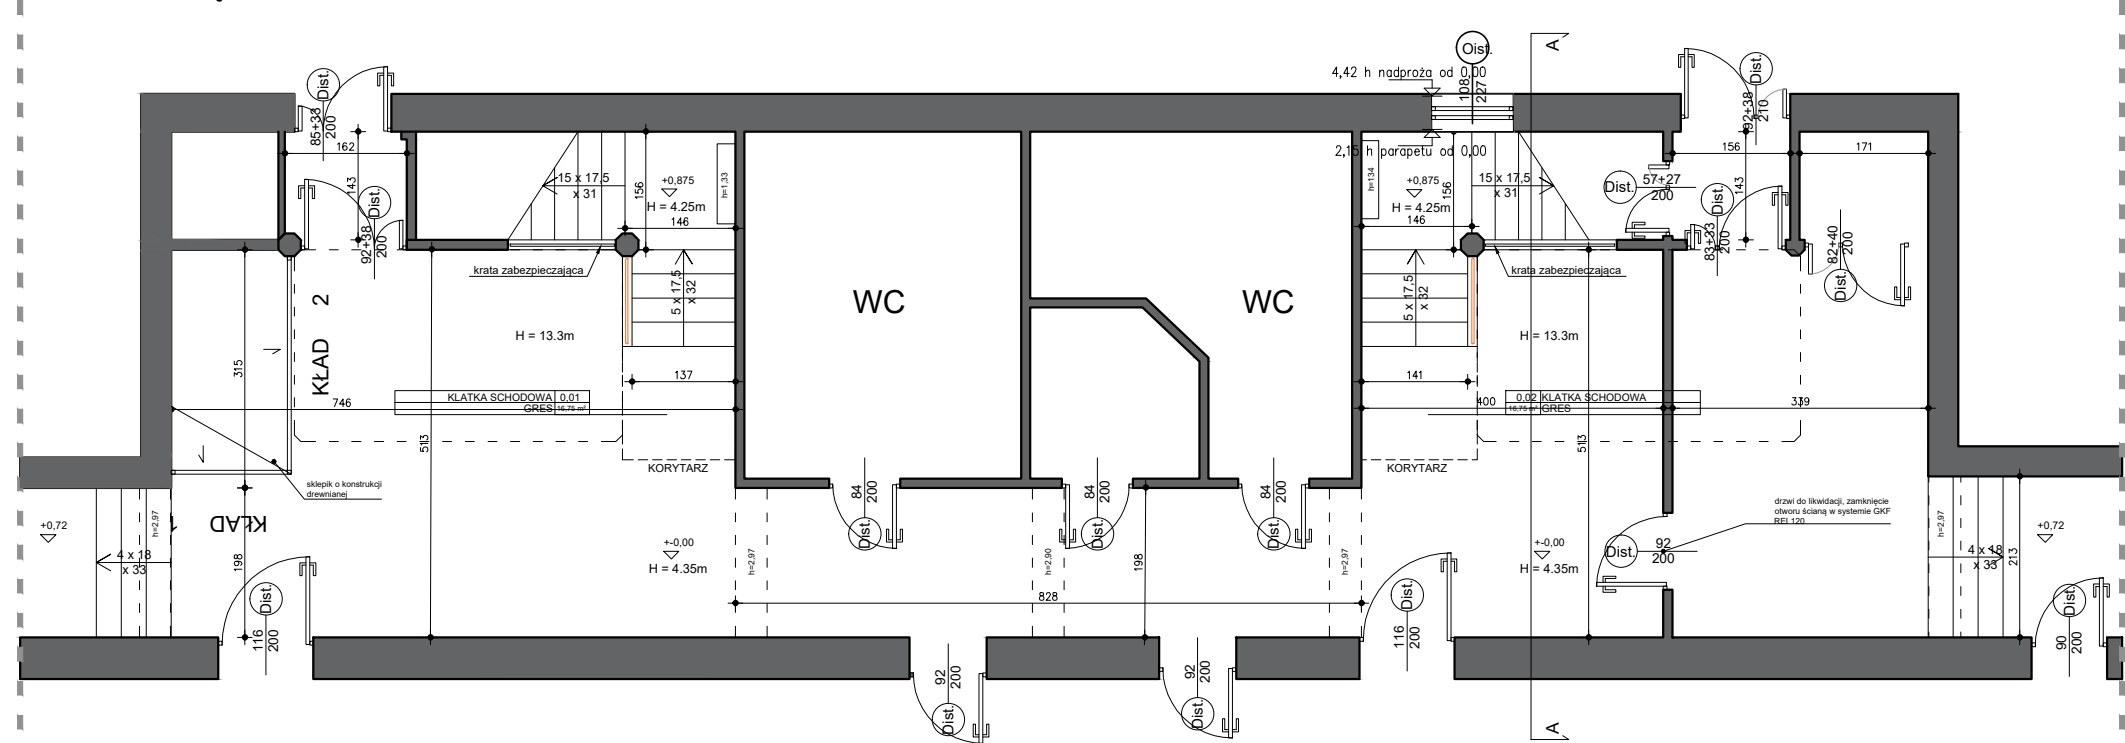 Oist.
A
4,42 h nadproża od 0,00
108
227
Dist.
85+33
200
Dist.
92+38
210
162
143
15 x 17,5
x 31
156
+0,875
H = 4.25m
h=1,33
146
Dist.
92+38
200
2,15 h parapetu od 0,00
h=134
+0,875
H = 4.25m
156
146
15 x 17,5
x 31
Dist.
57+27
200
156
143
171
Dist.
83+33
200
82+40
200
Dist.
krata zabezpieczająca
krata zabezpieczająca
5 x 17,5
x 32
5 x 17,5
x 32
WC
WC
KŁAD 2
H = 13.3m
H = 13.3m
315
137
141
746
KLATKA SCHODOWA 0,01
GRES 16,75 m²
400
0.02 KLATKA SCHODOWA
16,75 m² GRES
339
513
513
KORYTARZ
KORYTARZ
sklepik o konstrukcji
drewnianej
84
200
Dist.
84
200
Dist.
84
200
Dist.
drzwi do likwidacji, zamknięcie
otworu ścianą w systemie GKF
REI 120
+0,72
h=2,97
KŁAD
4 x 18
x 33
198
+-0,00
H = 4.35m
h=2,97
h=2,90
198
h=2,97
+-0,00
H = 4.35m
Dist.
92
200
h=2,97
4 x 18
x 33
213
+0,72
828
Dist.
116
200
Dist.
116
200
Dist.
90
200
92
200
Dist.
92
200
Dist.
A